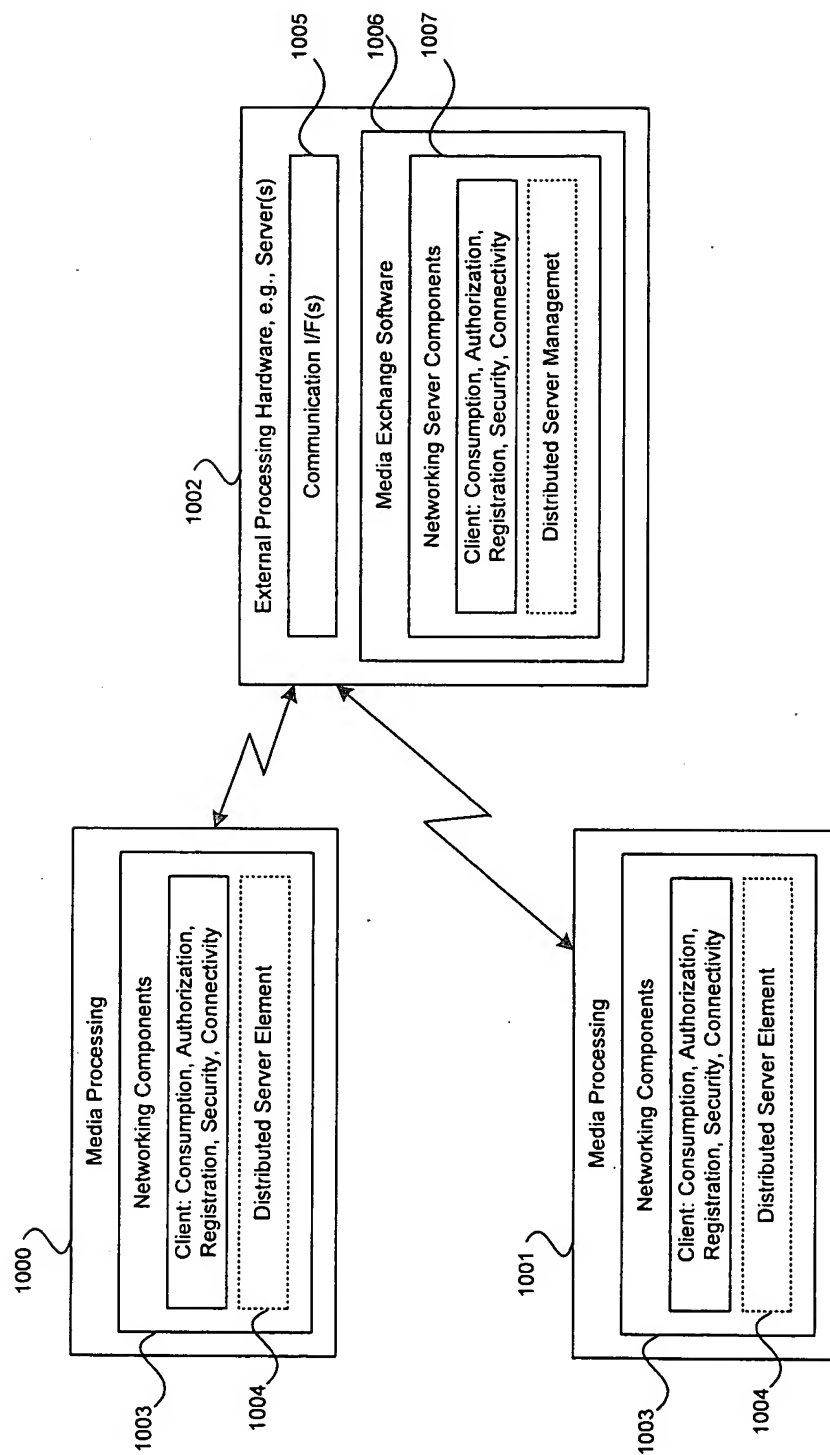 1000
Media Processing
Networking Components
Client: Consumption, Authorization,
Registration, Security, Connectivity
Distributed Server Element
1003
1004
1001
Media Processing
Networking Components
Client: Consumption, Authorization,
Registration, Security, Connectivity
Distributed Server Element
1003
1004
1002
External Processing Hardware, e.g., Server(s)
Communication I/F(s)
Media Exchange Software
Networking Server Components
Client: Consumption, Authorization,
Registration, Security, Connectivity
Distributed Server Managemet
1005
1006
1007